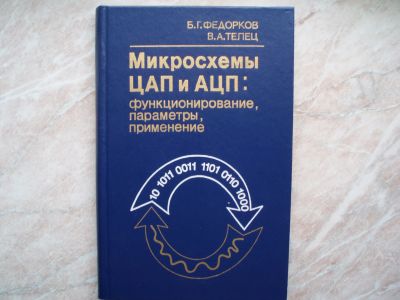 Б.Г.ФЕДОРКОВ
В.А.ТЕЛЕЦ
Микросхемы
ЦАП и АЦП:
функционирование,
параметры,
применение
10 1011 0011 1101 0110 1000